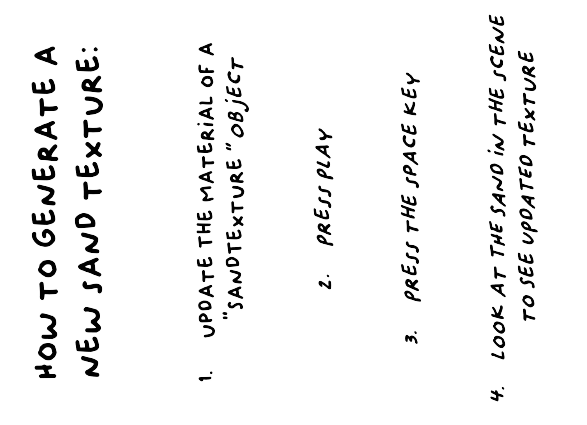 HOW TO GENERATE A
NEW SAND TEXTURE:
1. UPDATE THE MATERIAL OF A
"SANDTEXTURE" OBJECT
2. PRESS PLAY
3. PRESS THE SPACE KEY
4. LOOK AT THE SAND IN THE SCENE
TO SEE UPDATED TEXTURE